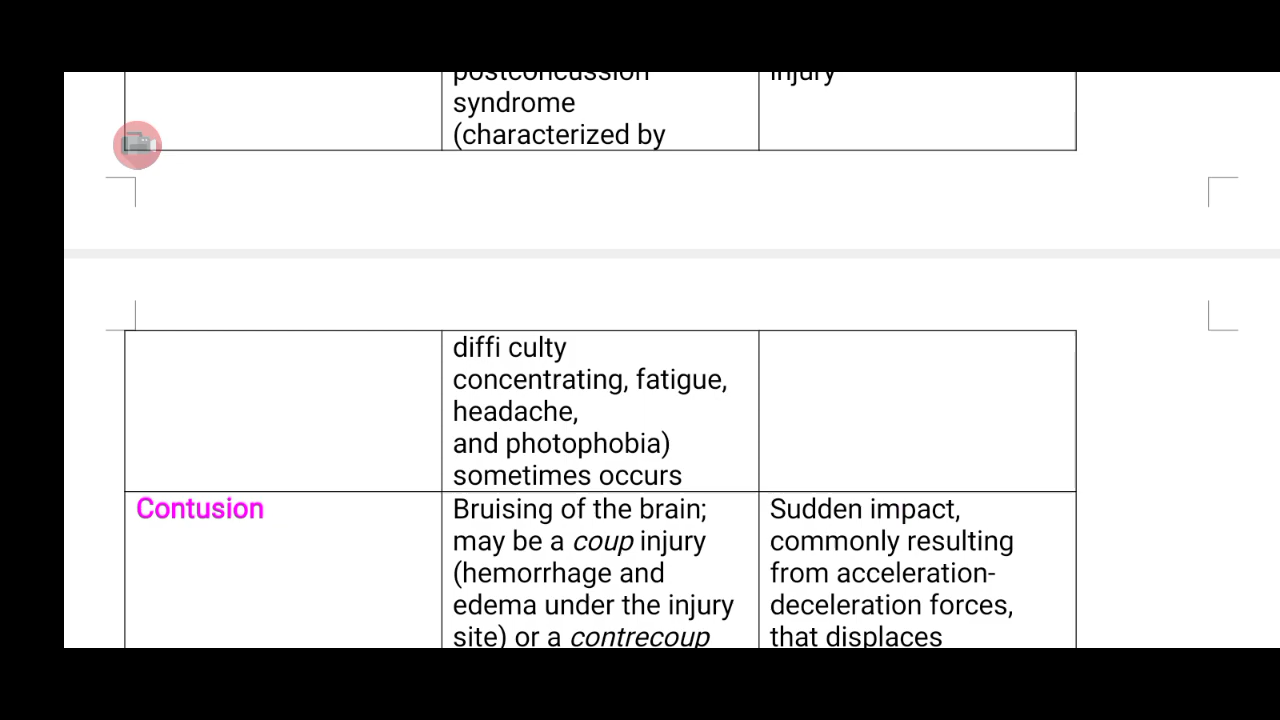 postconcussion
syndrome
(characterized by
injury
diffi culty
concentrating, fatigue,
headache,
and photophobia)
sometimes occurs
Contusion
Bruising of the brain;
may be a coup injury
(hemorrhage and
edema under the injury
site) or a contrecoup
Sudden impact,
commonly resulting
from acceleration-
deceleration forces,
that displaces